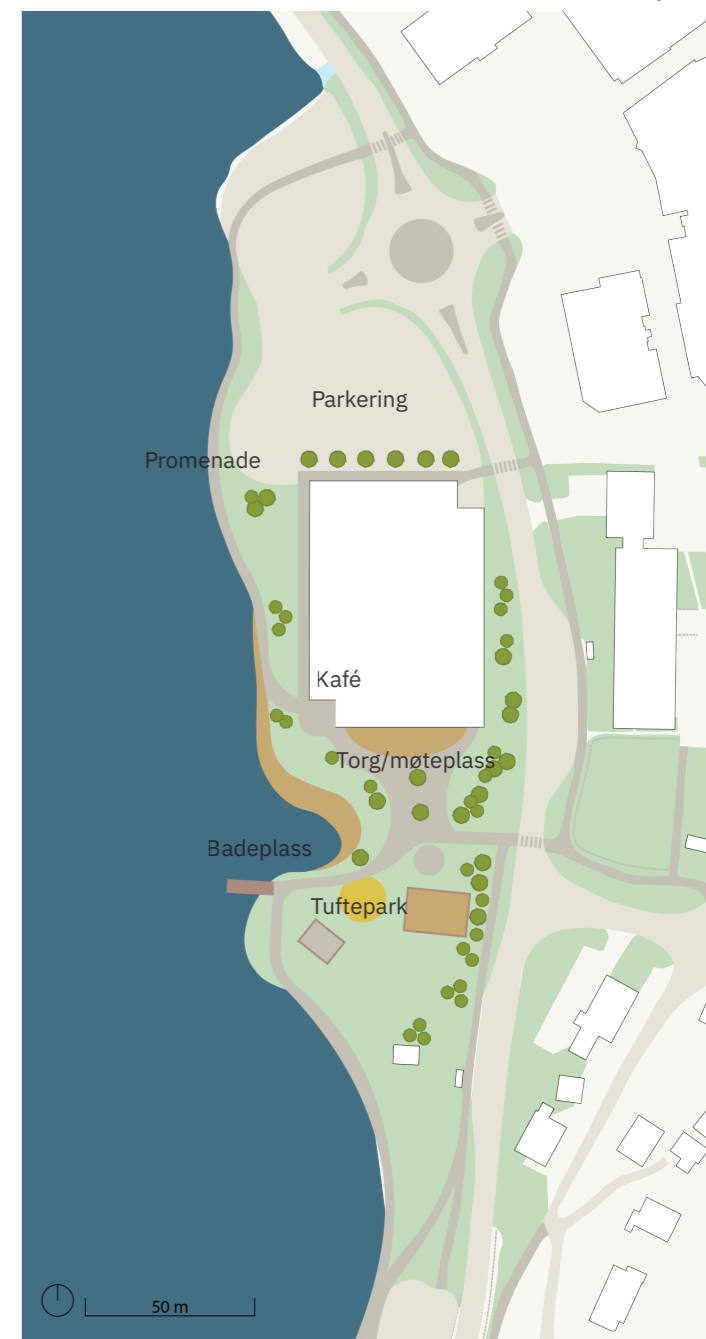 Parkering
Promenade
Kafé
Torg/møteplass
Badeplass
Tuftepark
50 m